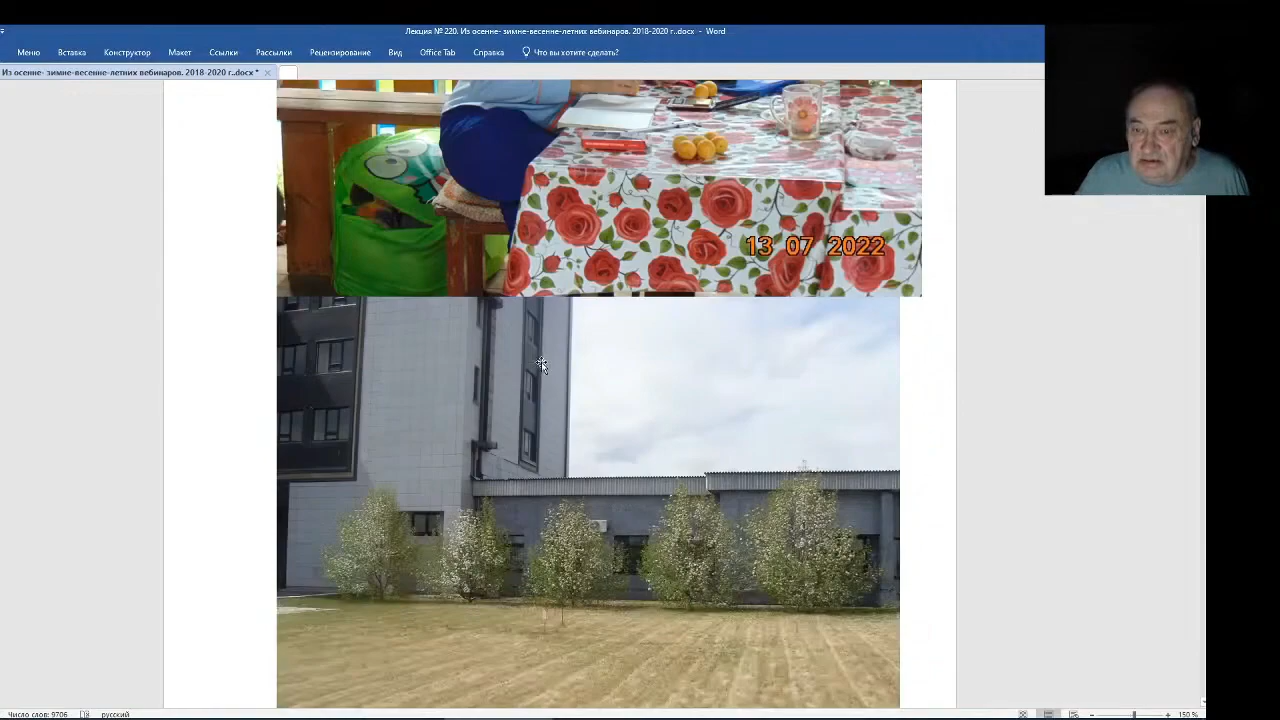 Лекция № 220. Из осенне- зимне-весенне-летних вебинаров. 2018-2020 г..docx - Word
Меню Вставка Конструктор Макет Ссылки Рассылки Рецензирование Вид Office Tab Справка Что вы хотите сделать?
Из осенне- зимне-весенне-летних вебинаров. 2018-2020 г..docx *
13 07 2022
Число слов: 9706 русский 150 %